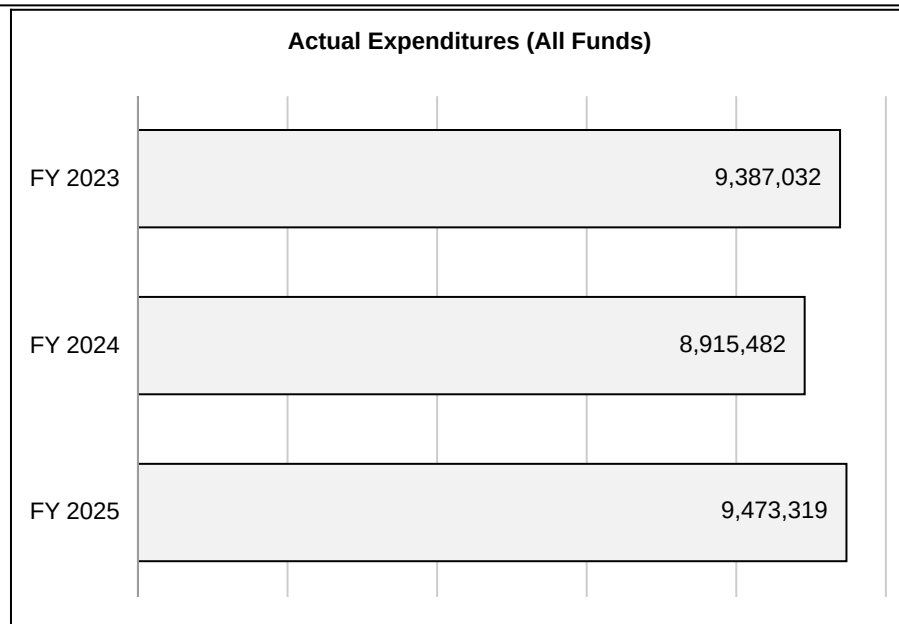 Actual Expenditures (All Funds)
FY 2023 9,387,032
FY 2024 8,915,482
FY 2025 9,473,319